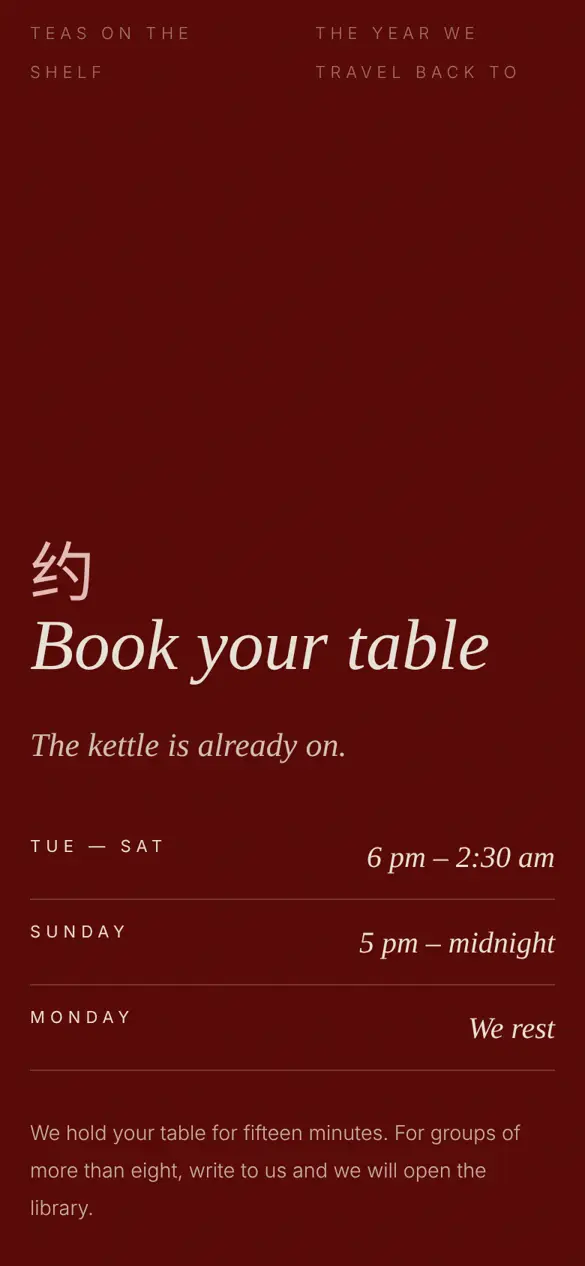 TEAS ON THE
SHELF
THE YEAR WE
TRAVEL BACK TO
约
Book your table
The kettle is already on.
TUE — SAT
6 pm – 2:30 am
SUNDAY
5 pm – midnight
MONDAY
We rest
We hold your table for fifteen minutes. For groups of
more than eight, write to us and we will open the
library.